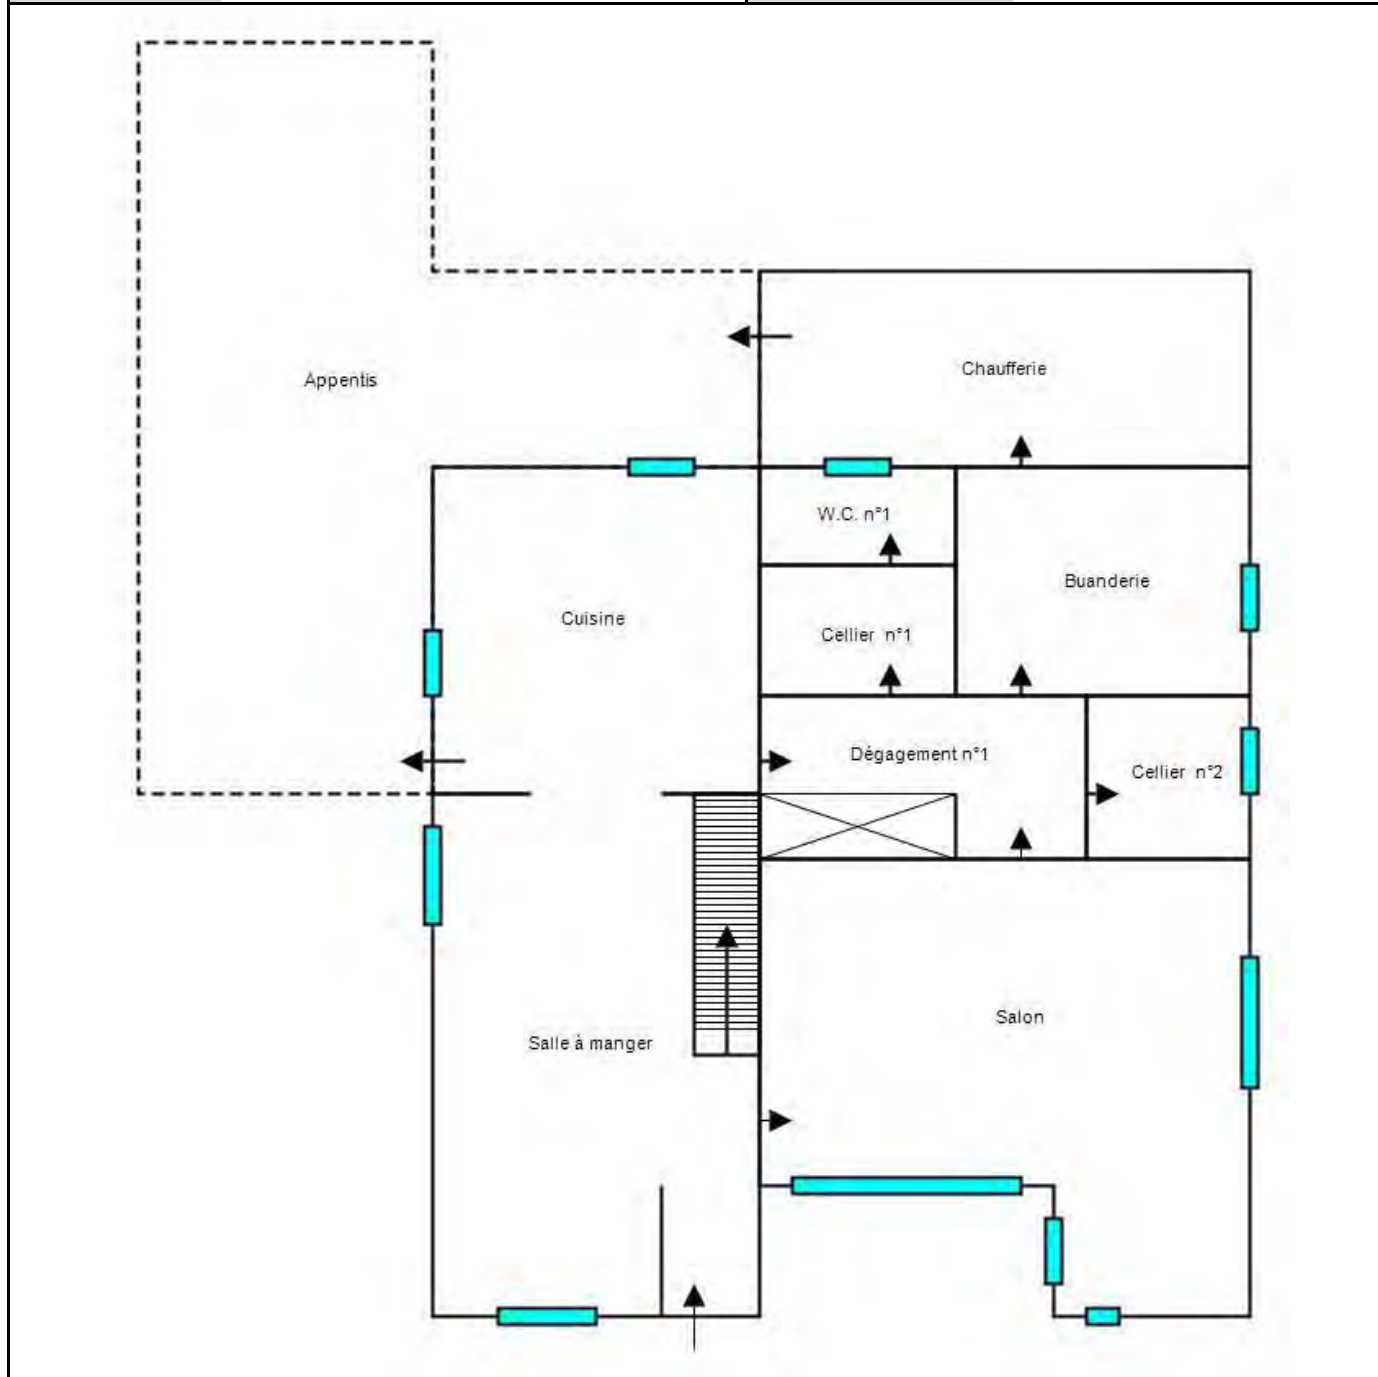 Chaufferie
Appentis
W.C. n°1
Buanderie
Cuisine
Cellier n°1
Dégagement n°1
Cellier n°2
Salon
Salle à manger